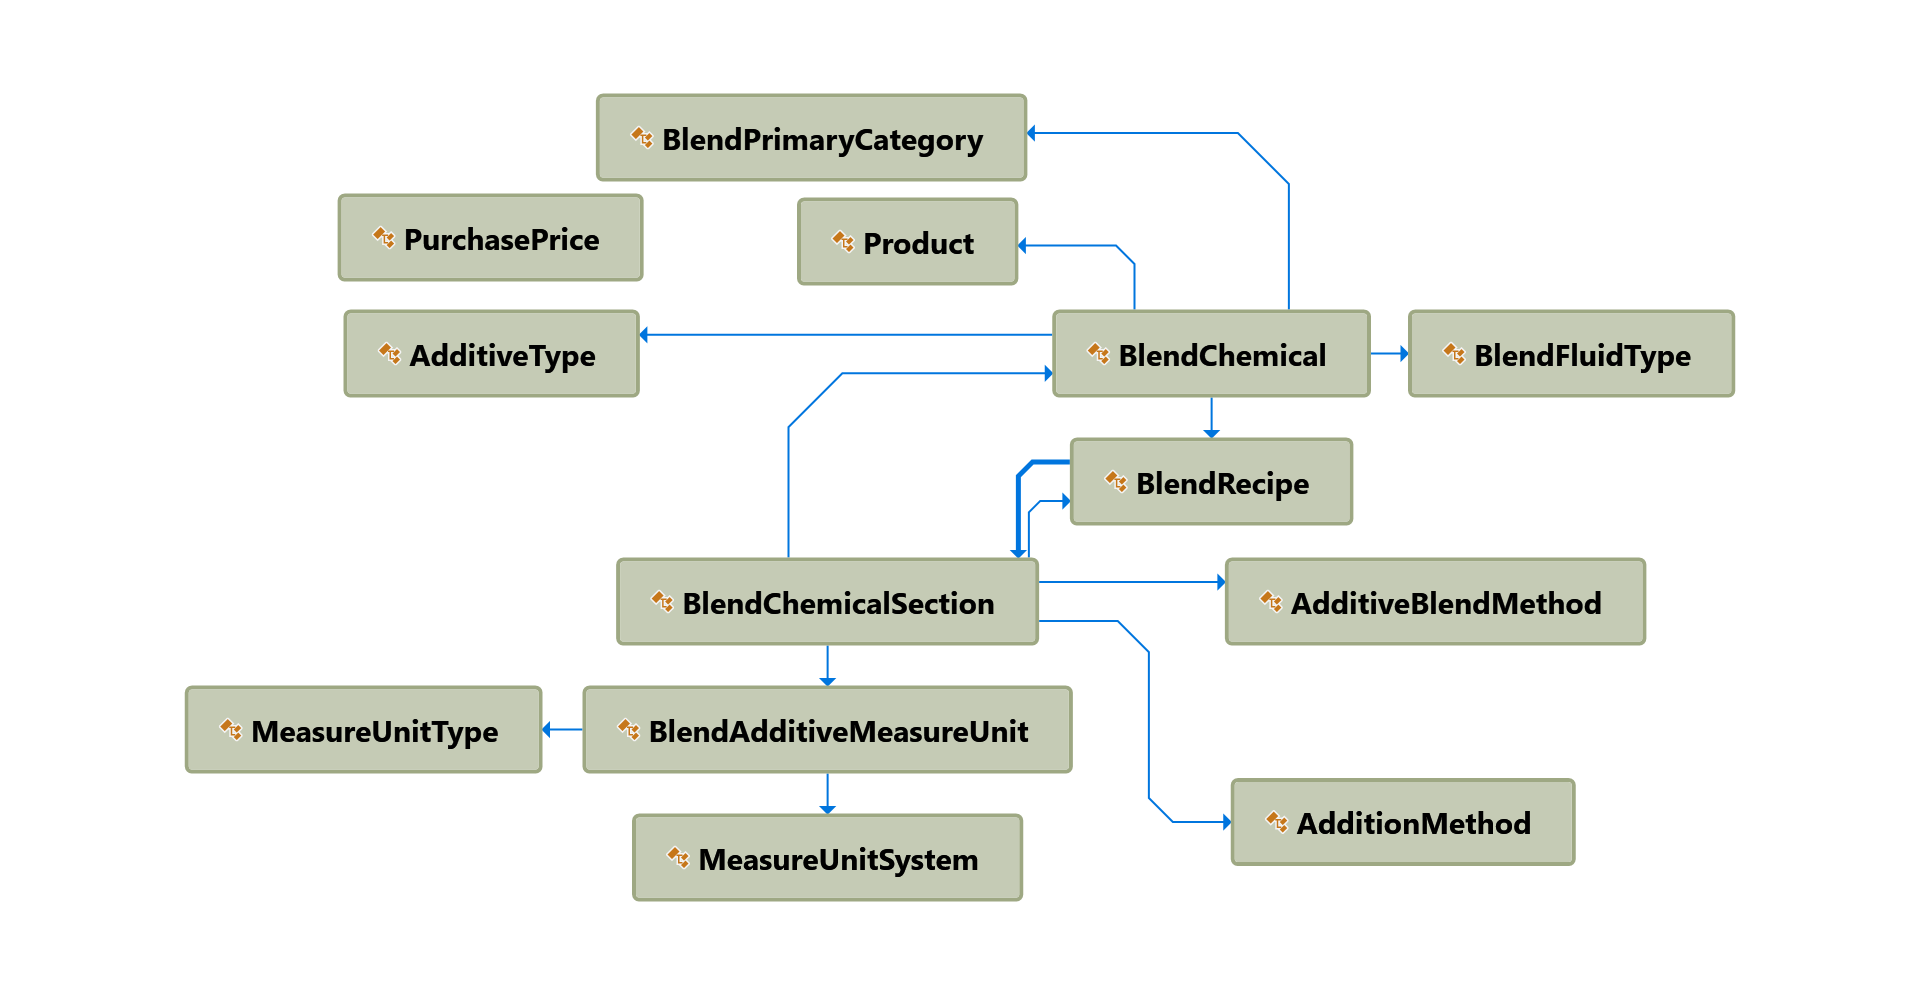 BlendPrimaryCategory
PurchasePrice
Product
AdditiveType
BlendChemical
BlendFluidType
BlendRecipe
BlendChemicalSection
AdditiveBlendMethod
MeasureUnitType
BlendAdditiveMeasureUnit
AdditionMethod
MeasureUnitSystem